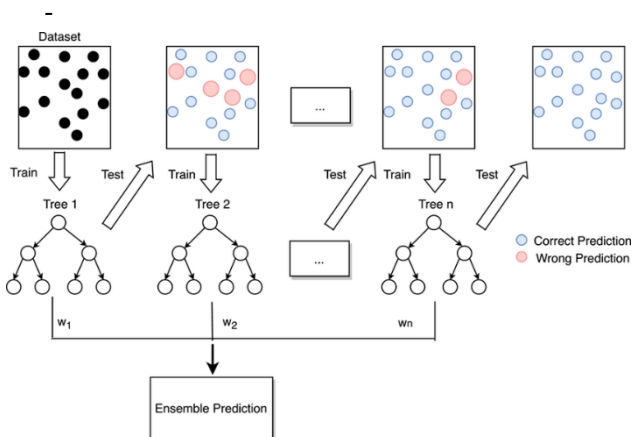 Dataset
...
Train
Test
Train
Test
Train
Test
Tree 1
Tree 2
Tree n
...
Correct Prediction
Wrong Prediction
w1
w2
wn
Ensemble Prediction